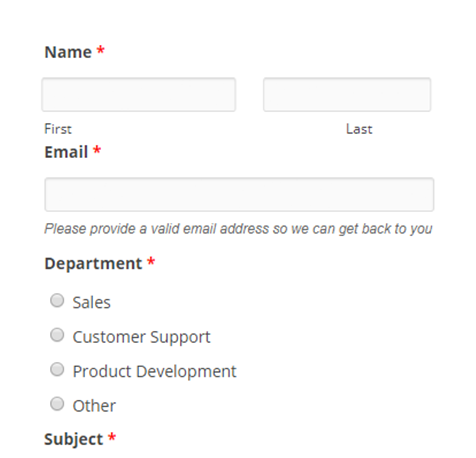 Name *
First Last
Email *
Please provide a valid email address so we can get back to you
Department *
Sales
Customer Support
Product Development
Other
Subject *